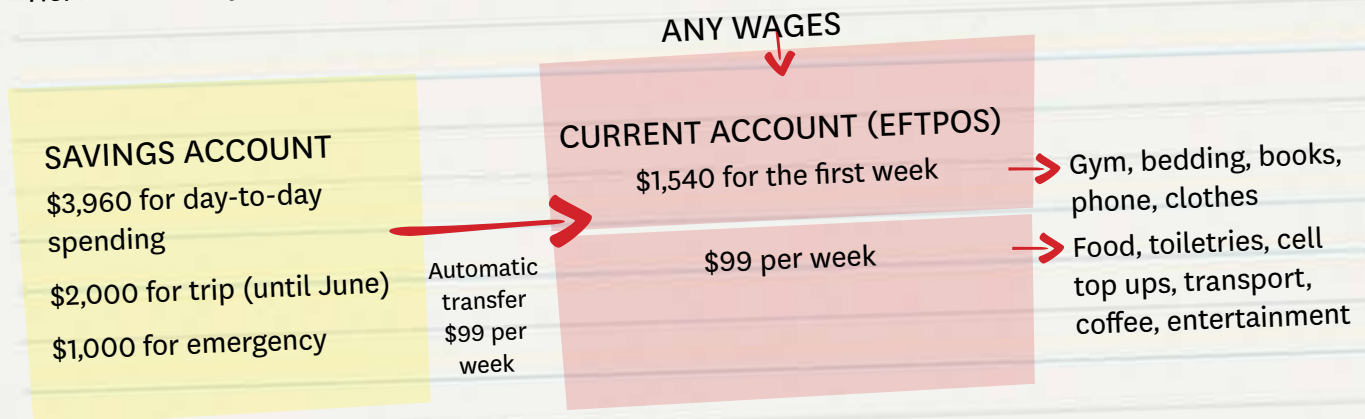 ANY WAGES
SAVINGS ACCOUNT
$3,960 for day-to-day
spending
$2,000 for trip (until June)
$1,000 for emergency
Automatic
transfer
$99 per
week
CURRENT ACCOUNT (EFTPOS)
$1,540 for the first week
$99 per week
Gym, bedding, books,
phone, clothes
Food, toiletries, cell
top ups, transport,
coffee, entertainment